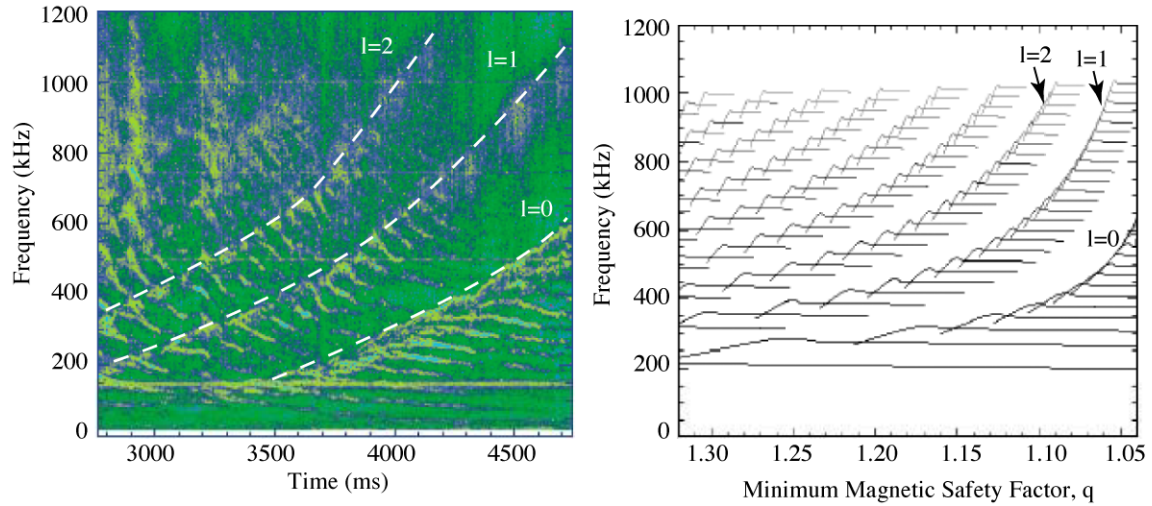 1200
1000
800
600
400
200
0
Frequency (kHz)
l=2
l=1
l=0
3000
3500
4000
4500
Time (ms)
1200
1000
800
600
400
200
0
Frequency (kHz)
l=2
l=1
l=0
1.30
1.25
1.20
1.15
1.10
1.05
Minimum Magnetic Safety Factor, q